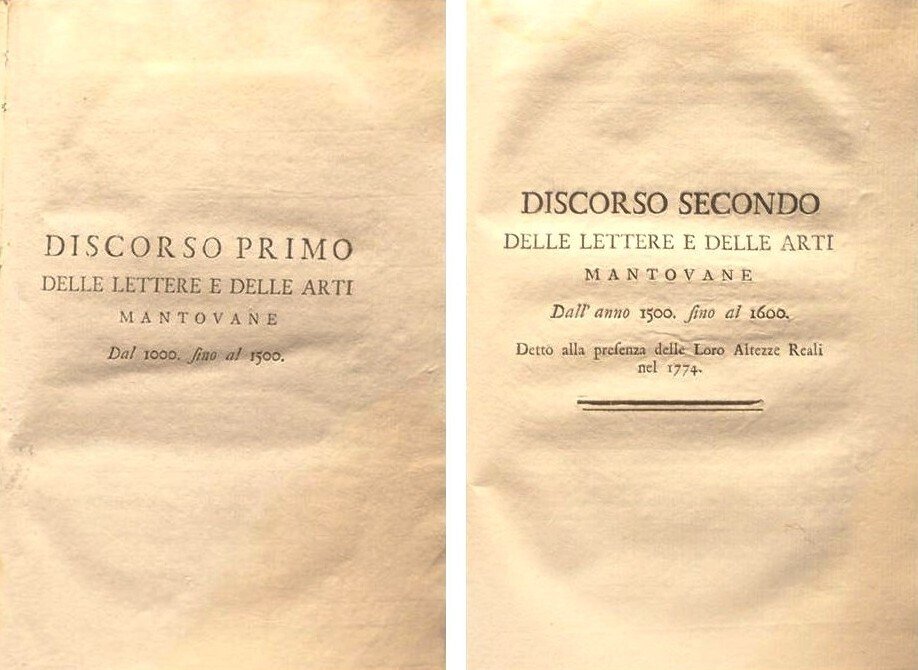 DISCORSO PRIMO
DELLE LETTERE E DELLE ARTI
MANTOVANE
Dal 1000. ſino al 1500.
DISCORSO SECONDO
DELLE LETTERE E DELLE ARTI
MANTOVANE
Dall' anno 1500. ſino al 1600.
Detto alla preſenza delle Loro Altezze Reali
nel 1774.